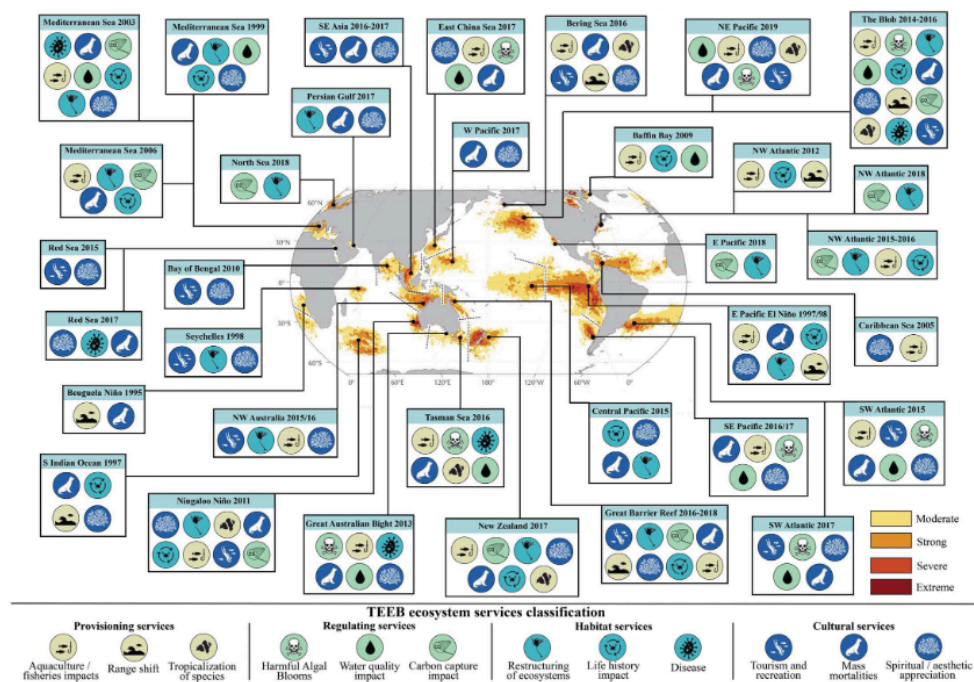 Mediterranean Sea 2003
Mediterranean Sea 1999
SE Asia 2016-2017
East China Sea 2017
Bering Sea 2016
NE Pacific 2019
The Blob 2014-2016
Persian Gulf 2017
W Pacific 2017
Baffin Bay 2009
NW Atlantic 2012
Mediterranean Sea 2006
North Sea 2018
NW Atlantic 2018
60°N
30°N
30°S
60°S
0°
60°E
120°E
180°
120°W
60°W
0°
Red Sea 2015
Bay of Bengal 2010
E Pacific 2018
NW Atlantic 2015-2016
Red Sea 2017
Seychelles 1998
E Pacific El Niño 1997/98
Caribbean Sea 2005
Beuguela Niño 1995
NW Australia 2015/16
Tasman Sea 2016
Central Pacific 2015
SE Pacific 2016/17
SW Atlantic 2015
S Indian Ocean 1997
Ningaloo Niño 2011
Great Australian Bight 2013
New Zealand 2017
Great Barrier Reef 2016-2018
SW Atlantic 2017
Moderate
Strong
Severe
Extreme
TEEB ecosystem services classification
Provisioning services
Regulating services
Habitat services
Cultural services
Aquaculture /
fisheries impacts
Range shift
Tropicalization
of species
Harmful Algal
Blooms
Water quality
impact
Carbon capture
impact
Restructuring
of ecosystems
Life history
impact
Disease
Tourism and
recreation
Mass
mortalities
Spiritual / aesthetic
appreciation